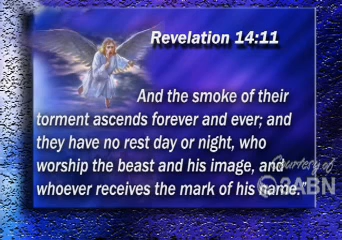 Revelation 14:11
And the smoke of their
torment ascends forever and ever; and
they have no rest day or night, who
worship the beast and his image, and
whoever receives the mark of his name."
Courtesy of
3ABN